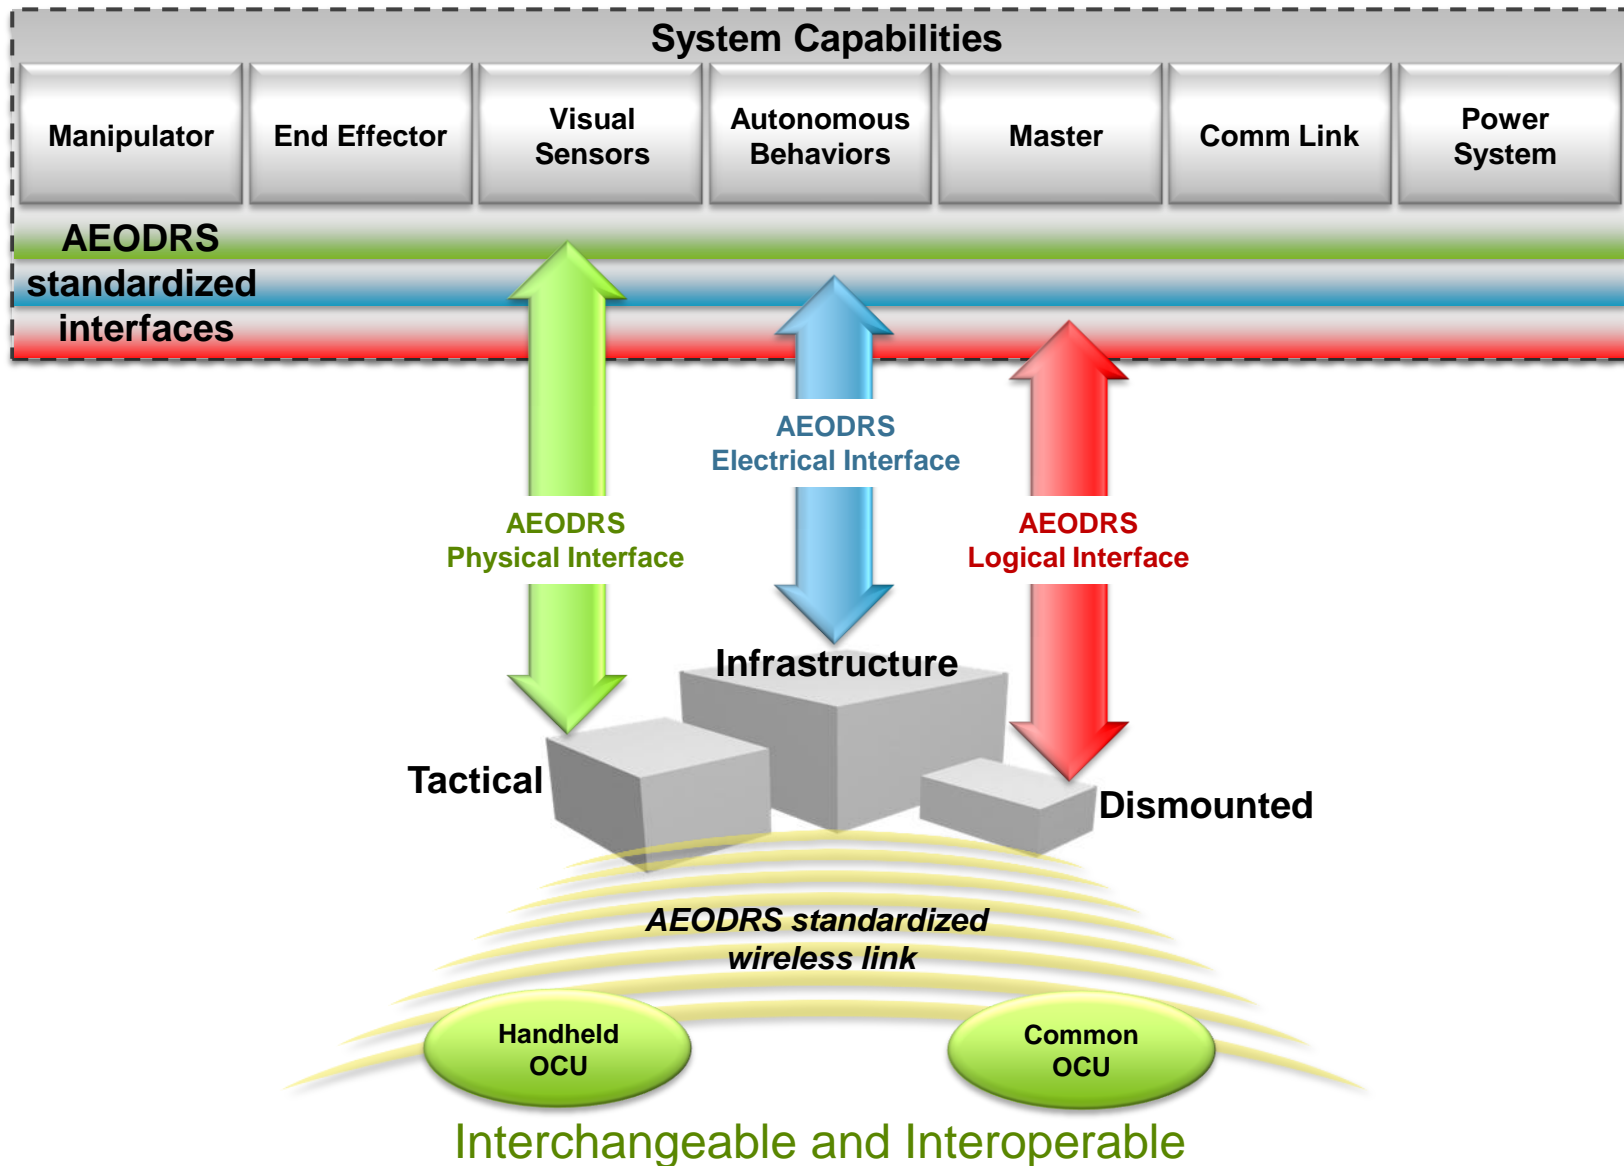 System Capabilities
Manipulator
End Effector
Visual
Sensors
Autonomous
Behaviors
Master
Comm Link
Power
System
AEODRS
standardized
interfaces
AEODRS
Electrical Interface
AEODRS
Physical Interface
AEODRS
Logical Interface
Infrastructure
Tactical
Dismounted
AEODRS standardized
wireless link
Handheld
OCU
Common
OCU
Interchangeable and Interoperable